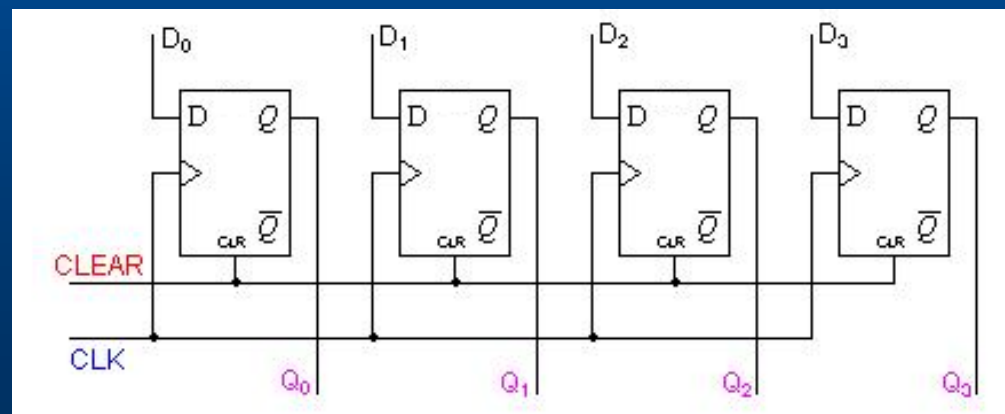 D₀ D₁ D₂ D₃
D Q D Q D Q D Q
CLR Q̅ CLR Q̅ CLR Q̅ CLR Q̅
CLEAR
CLK
Q₀ Q₁ Q₂ Q₃